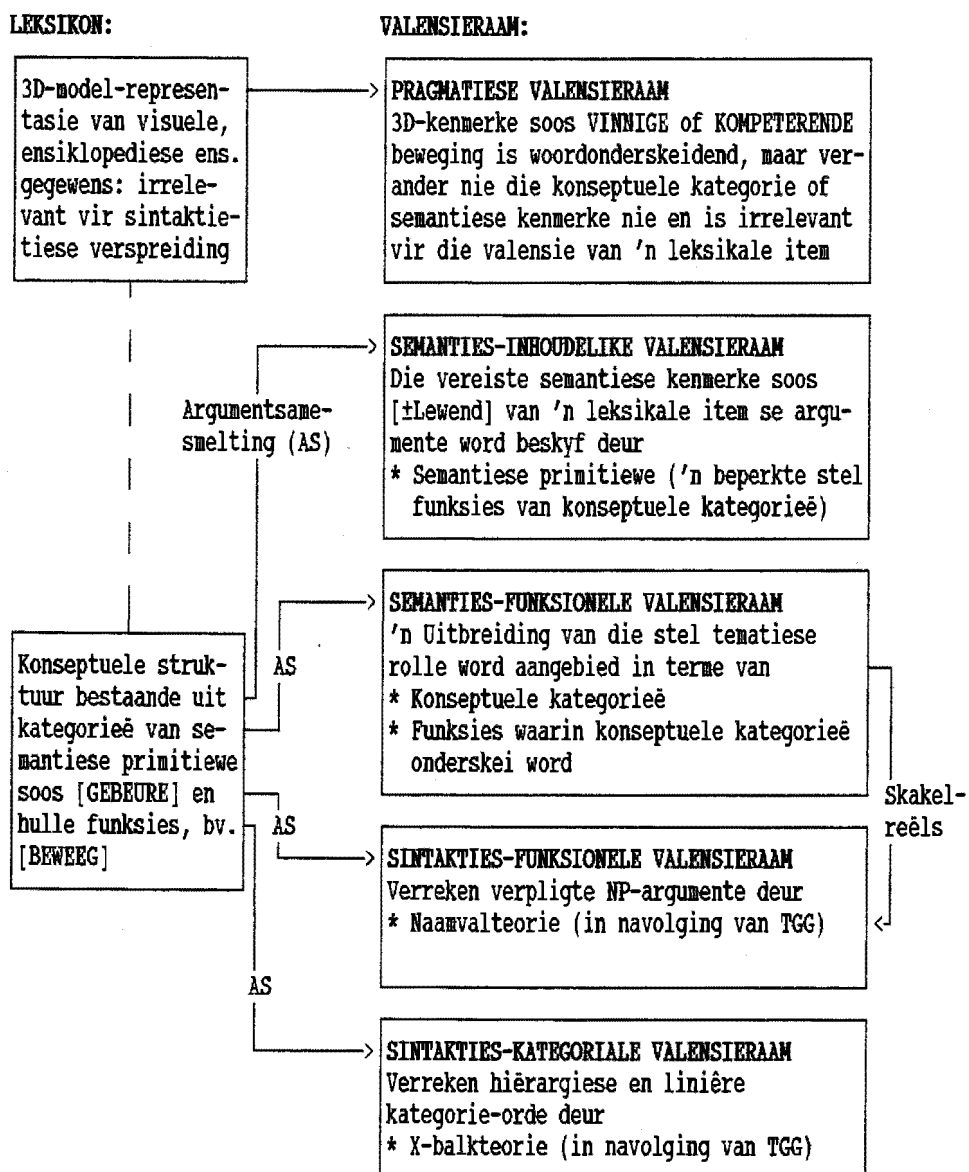 LEKSIKON:
VALENSIERAAM:
3D-model-represen-
tasie van visuele,
ensiklopediese ens.
gegewens: irrele-
vant vir sintaktie-
tiese verspreiding
PRAGMATIESE VALENSIERAAM
3D-kenmerke soos VINNIGE of KOMPETERENDE
beweging is woordonderskeidend, maar ver-
ander nie die konseptuele kategorie of
semantiese kenmerke nie en is irrelevant
vir die valensie van 'n leksikale item
Argumentsame-
smelting (AS)
SEMANTIES-INHOUDELIKE VALENSIERAAM
Die vereiste semantiese kenmerke soos
[±Lewend] van 'n leksikale item se argu-
mente word beskyf deur
* Semantiese primitiewe ('n beperkte stel
funksies van konseptuele kategorieë)
Konseptuele struk-
tuur bestaande uit
kategorieë van se-
mantiese primitiewe
soos [GEBEURE] en
hulle funksies, bv.
[BEWEEG]
AS
SEMANTIES-FUNKSIONELE VALENSIERAAM
'n Uitbreiding van die stel tematiese
rolle word aangebied in terme van
* Konseptuele kategorieë
* Funksies waarin konseptuele kategorieë
onderskei word
Skakel-
reëls
AS
SINTAKTIES-FUNKSIONELE VALENSIERAAM
Verreken verpligte NP-argumente deur
* Naamvalteorie (in navolging van TGG)
AS
SINTAKTIES-KATEGORIALE VALENSIERAAM
Verreken hiërargiese en liniêre
kategorie-orde deur
* X-balkteorie (in navolging van TGG)